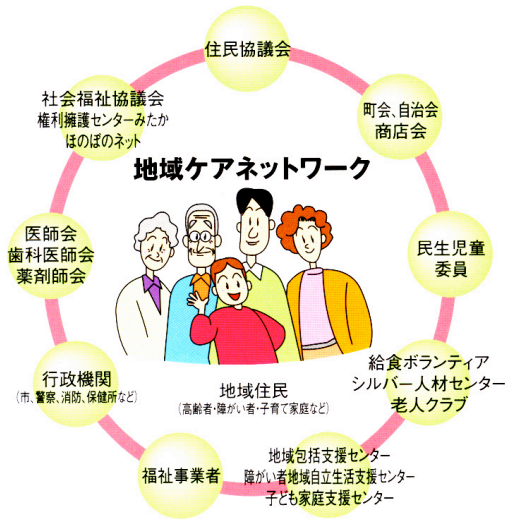 住民協議会
町会、自治会
商店会
民生児童
委員
給食ボランティア
シルバー人材センター
老人クラブ
地域包括支援センター
障がい者地域自立生活支援センター
子ども家庭支援センター
福祉事業者
行政機関
(市、警察、消防、保健所など)
医師会
歯科医師会
薬剤師会
社会福祉協議会
権利擁護センターみたか
ほのぼのネット
地域ケアネットワーク
地域住民
(高齢者・障がい者・子育て家庭など)